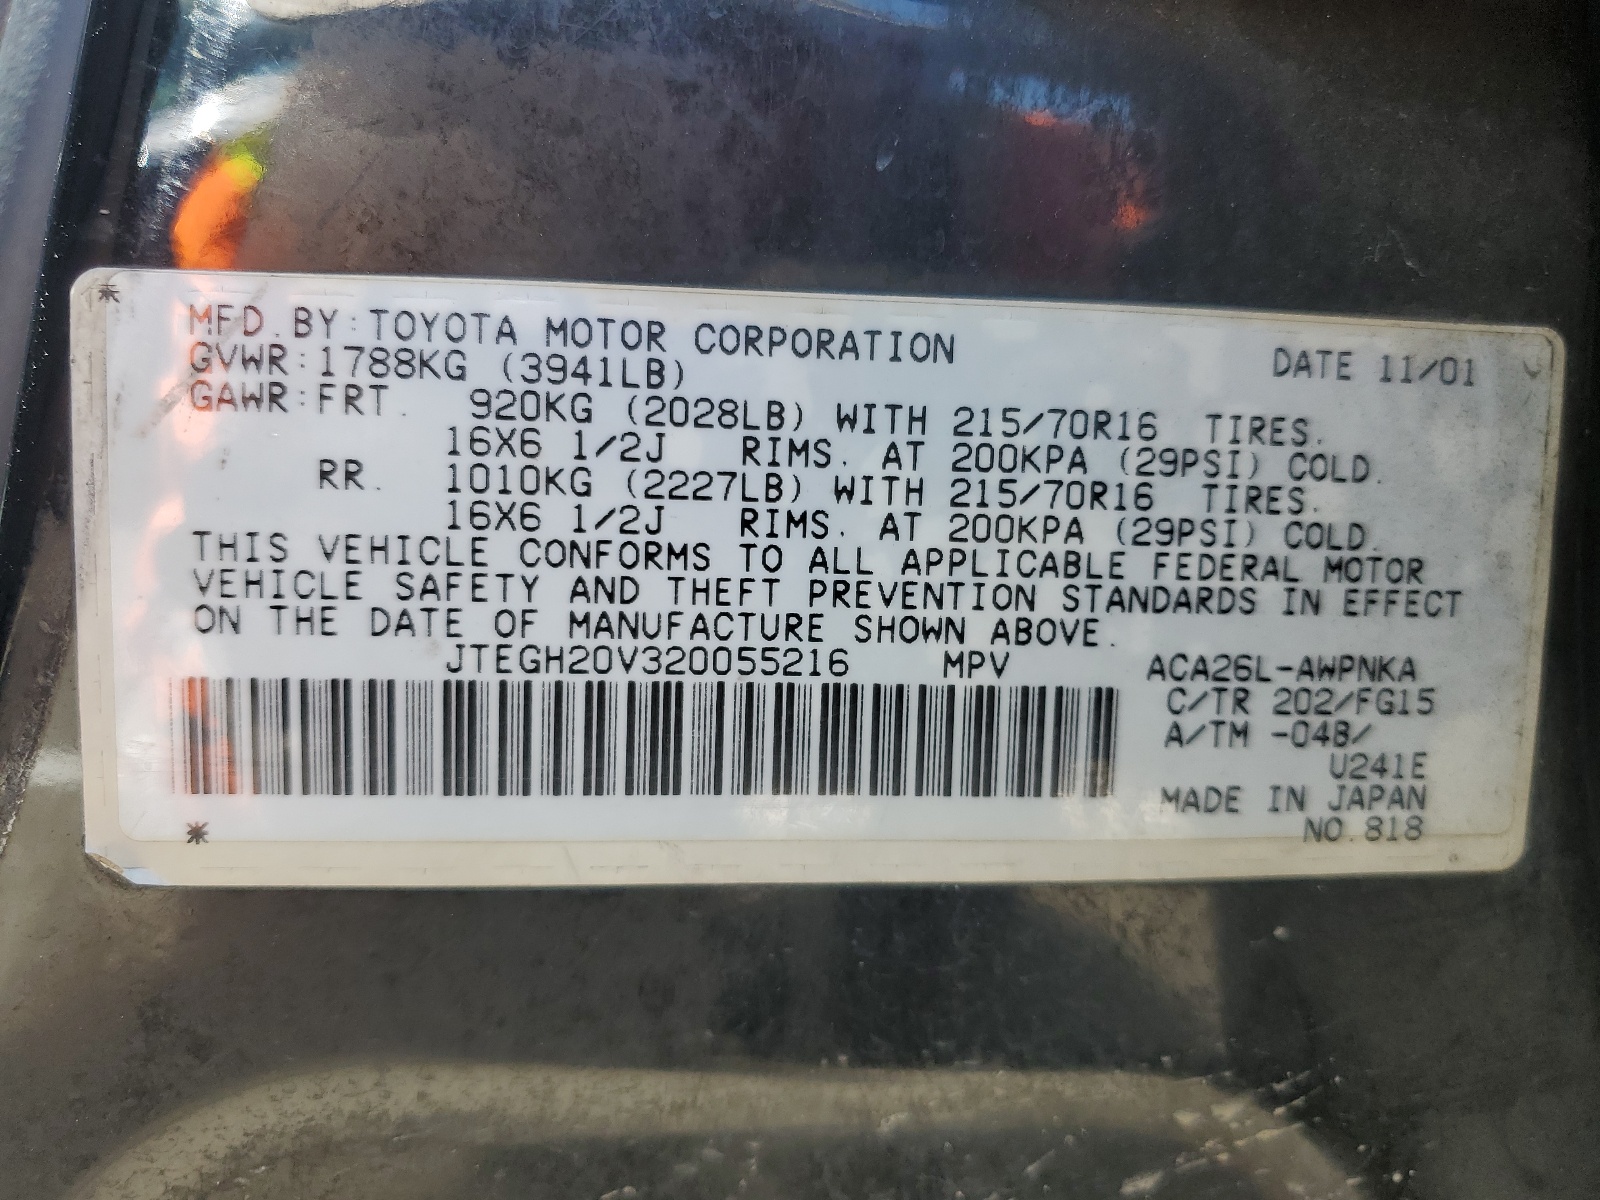 MFD. BY: TOYOTA MOTOR CORPORATION DATE 11/01
GVWR: 1788KG (3941LB)
GAWR: FRT. 920KG (2028LB) WITH 215/70R16 TIRES.
16X6 1/2J RIMS. AT 200KPA (29PSI) COLD.
RR. 1010KG (2227LB) WITH 215/70R16 TIRES.
16X6 1/2J RIMS. AT 200KPA (29PSI) COLD.
THIS VEHICLE CONFORMS TO ALL APPLICABLE FEDERAL MOTOR
VEHICLE SAFETY AND THEFT PREVENTION STANDARDS IN EFFECT
ON THE DATE OF MANUFACTURE SHOWN ABOVE.
JTEGH20V320055216 MPV ACA26L-AWPNKA
C/TR 202/FG15
A/TM -04B/
U241E
MADE IN JAPAN
NO.818